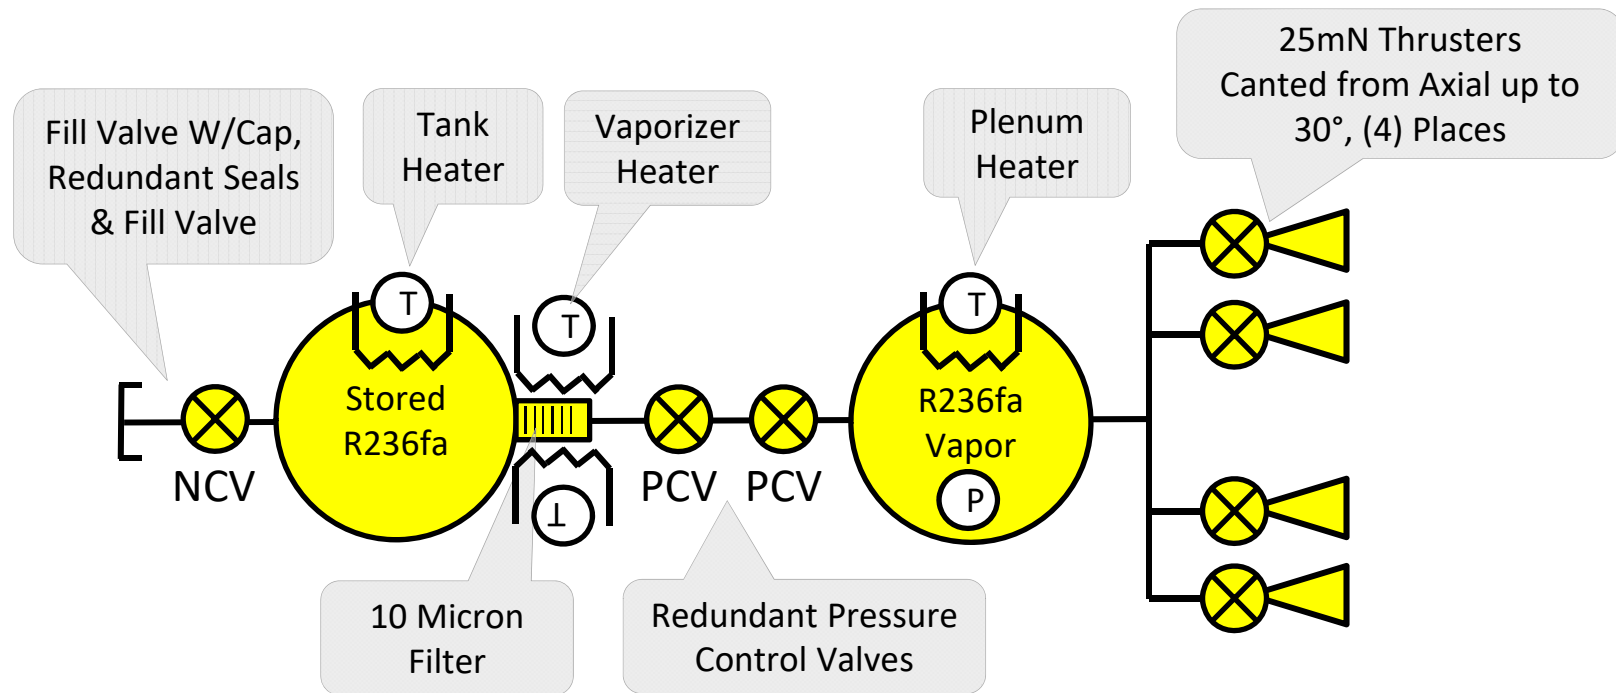 25mN Thrusters
Canted from Axial up to
30°, (4) Places
Fill Valve W/Cap,
Redundant Seals
& Fill Valve
Tank
Heater
Vaporizer
Heater
Plenum
Heater
T
T
T
Stored
R236fa
R236fa
Vapor
NCV
PCV
PCV
P
T
10 Micron
Filter
Redundant Pressure
Control Valves